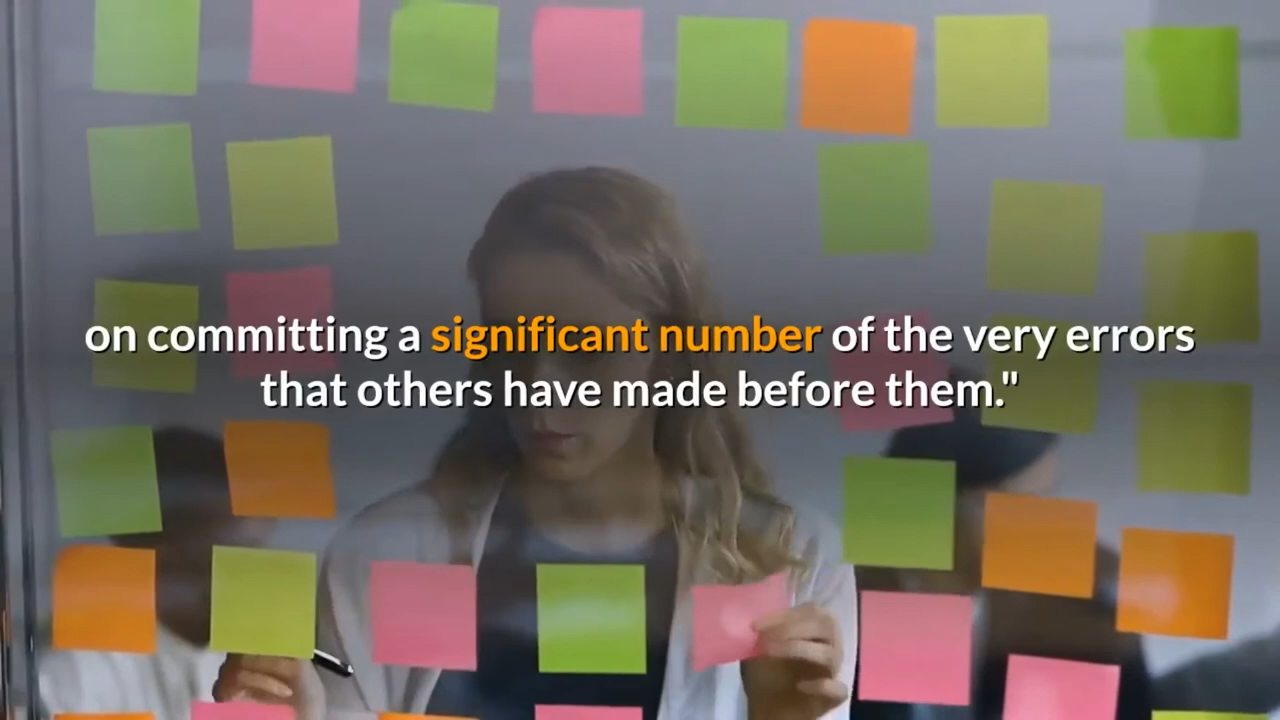 on committing a significant number of the very errors
that others have made before them."